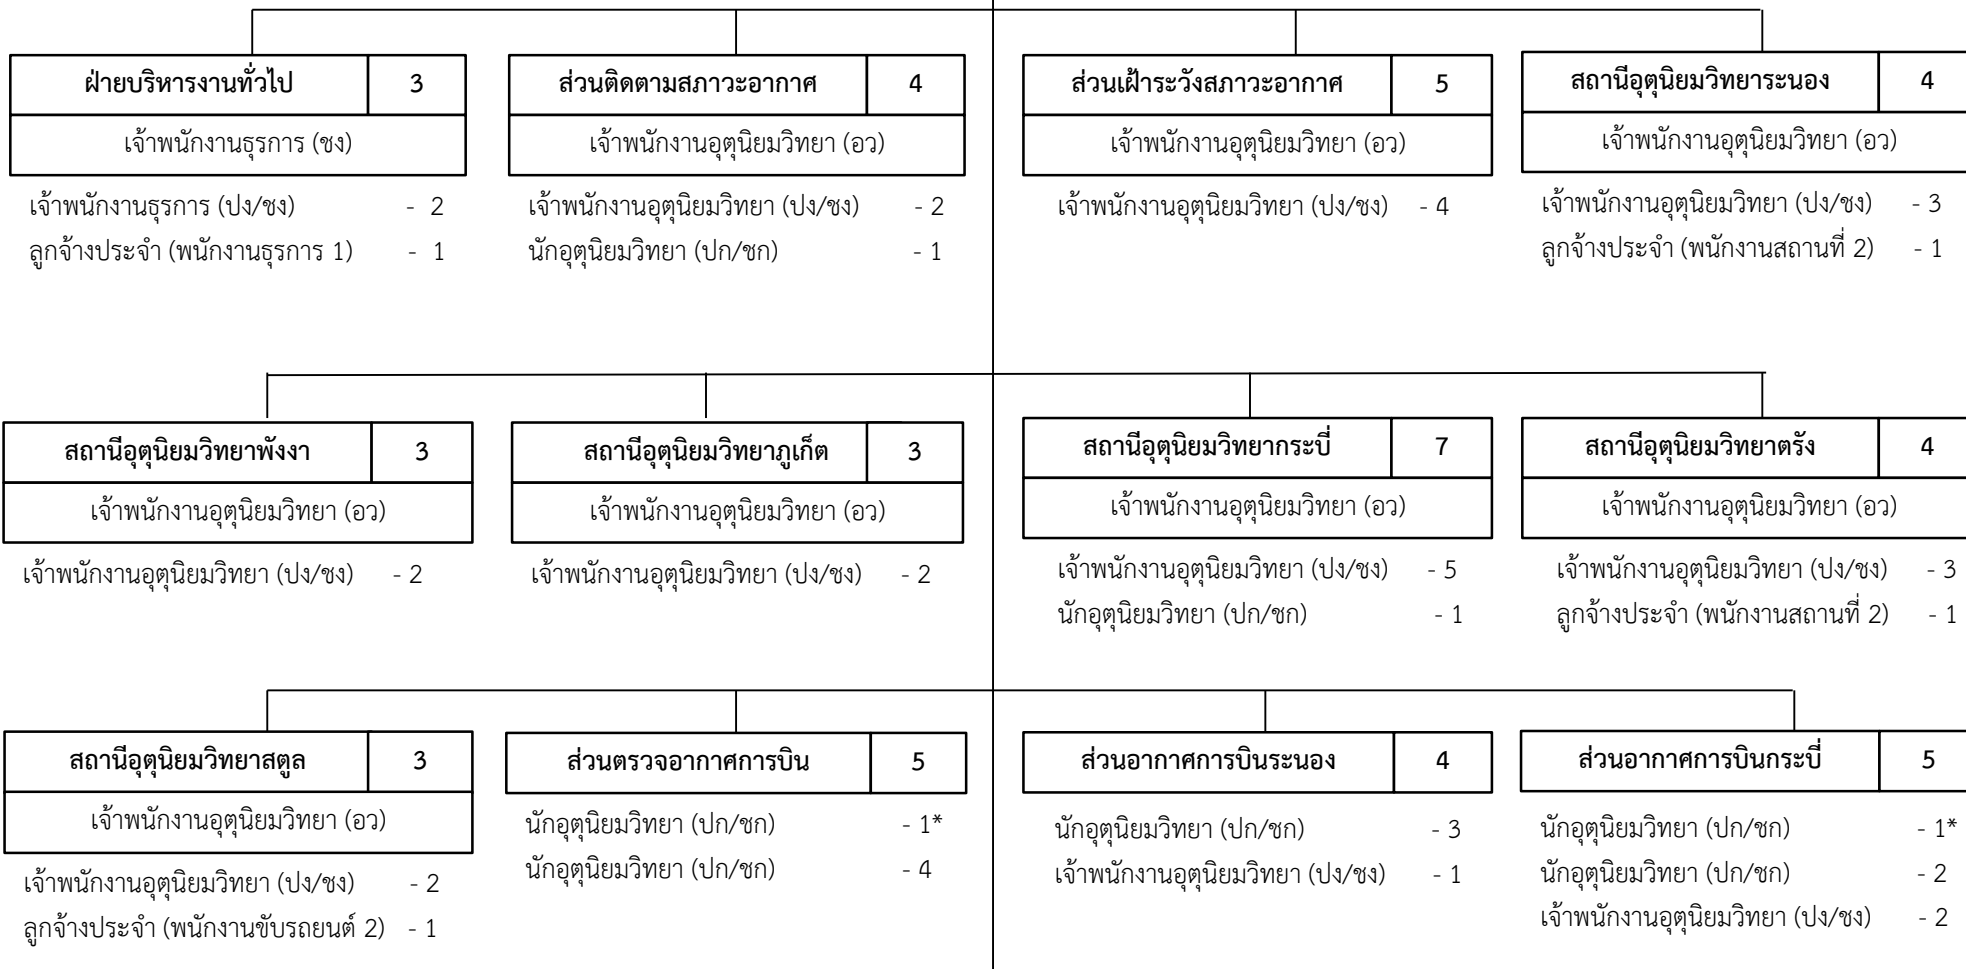 ฝ่ายบริหารงานทั่วไป 3
เจ้าพนักงานธุรการ (ชง)
เจ้าพนักงานธุรการ (ปง/ชง) - 2
ลูกจ้างประจำ (พนักงานธุรการ 1) - 1
ส่วนติดตามสภาวะอากาศ 4
เจ้าพนักงานอุตุนิยมวิทยา (อว)
เจ้าพนักงานอุตุนิยมวิทยา (ปง/ชง) - 2
นักอุตุนิยมวิทยา (ปก/ชก) - 1
ส่วนเฝ้าระวังสภาวะอากาศ 5
เจ้าพนักงานอุตุนิยมวิทยา (อว)
เจ้าพนักงานอุตุนิยมวิทยา (ปง/ชง) - 4
สถานีอุตุนิยมวิทยาระนอง 4
เจ้าพนักงานอุตุนิยมวิทยา (อว)
เจ้าพนักงานอุตุนิยมวิทยา (ปง/ชง) - 3
ลูกจ้างประจำ (พนักงานสถานที่ 2) - 1
สถานีอุตุนิยมวิทยาพังงา 3
เจ้าพนักงานอุตุนิยมวิทยา (อว)
เจ้าพนักงานอุตุนิยมวิทยา (ปง/ชง) - 2
สถานีอุตุนิยมวิทยาภูเก็ต 3
เจ้าพนักงานอุตุนิยมวิทยา (อว)
เจ้าพนักงานอุตุนิยมวิทยา (ปง/ชง) - 2
สถานีอุตุนิยมวิทยากระบี่ 7
เจ้าพนักงานอุตุนิยมวิทยา (อว)
เจ้าพนักงานอุตุนิยมวิทยา (ปง/ชง) - 5
นักอุตุนิยมวิทยา (ปก/ชก) - 1
สถานีอุตุนิยมวิทยาตรัง 4
เจ้าพนักงานอุตุนิยมวิทยา (อว)
เจ้าพนักงานอุตุนิยมวิทยา (ปง/ชง) - 3
ลูกจ้างประจำ (พนักงานสถานที่ 2) - 1
สถานีอุตุนิยมวิทยาสตูล 3
เจ้าพนักงานอุตุนิยมวิทยา (อว)
เจ้าพนักงานอุตุนิยมวิทยา (ปง/ชง) - 2
ลูกจ้างประจำ (พนักงานขับรถยนต์ 2) - 1
ส่วนตรวจอากาศการบิน 5
นักอุตุนิยมวิทยา (ปก/ชก) - 1*
นักอุตุนิยมวิทยา (ปก/ชก) - 4
ส่วนอากาศการบินระนอง 4
นักอุตุนิยมวิทยา (ปก/ชก) - 3
เจ้าพนักงานอุตุนิยมวิทยา (ปง/ชง) - 1
ส่วนอากาศการบินกระบี่ 5
นักอุตุนิยมวิทยา (ปก/ชก) - 1*
นักอุตุนิยมวิทยา (ปก/ชก) - 2
เจ้าพนักงานอุตุนิยมวิทยา (ปง/ชง) - 2